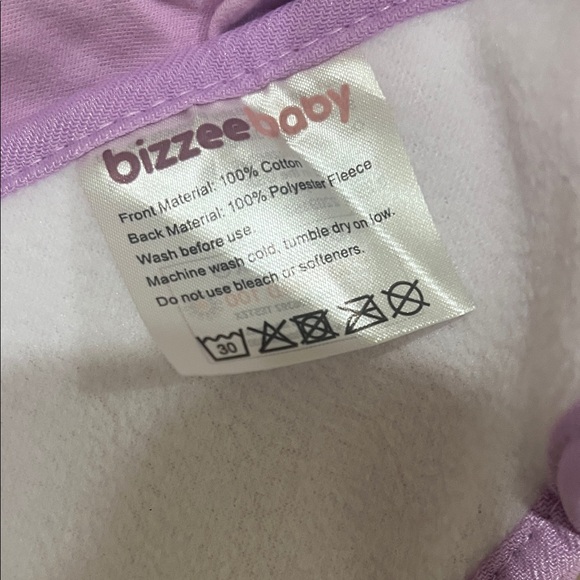 bizzeebaby
Front Material: 100% Cotton
Back Material: 100% Polyester Fleece
Wash before use.
Machine wash cold, tumble dry on low.
Do not use bleach or softeners.
30